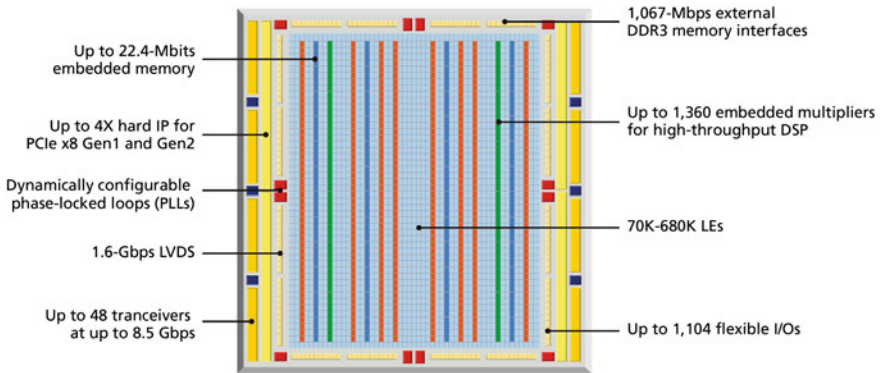 Up to 22.4-Mbits
embedded memory
Up to 4X hard IP for
PCIe x8 Gen1 and Gen2
Dynamically configurable
phase-locked loops (PLLs)
1.6-Gbps LVDS
Up to 48 tranceivers
at up to 8.5 Gbps
1,067-Mbps external
DDR3 memory interfaces
Up to 1,360 embedded multipliers
for high-throughput DSP
70K-680K LEs
Up to 1,104 flexible I/Os